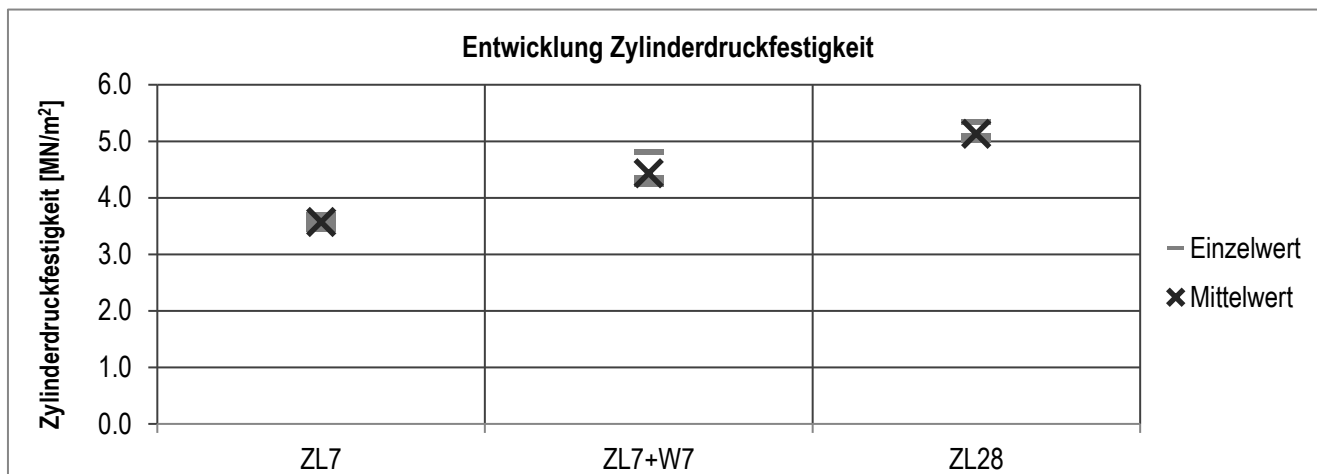 Entwicklung Zylinderdruckfestigkeit
Zylinderdruckfestigkeit [MN/m²]
6.0
5.0
4.0
3.0
2.0
1.0
0.0
ZL7
ZL7+W7
ZL28
Einzelwert
Mittelwert